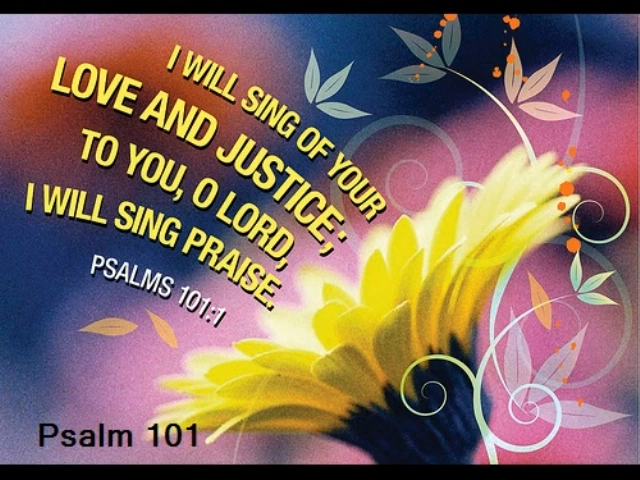 I WILL SING OF YOUR
LOVE AND JUSTICE;
TO YOU, O LORD,
I WILL SING PRAISE.
PSALMS 101:1
Psalm 101